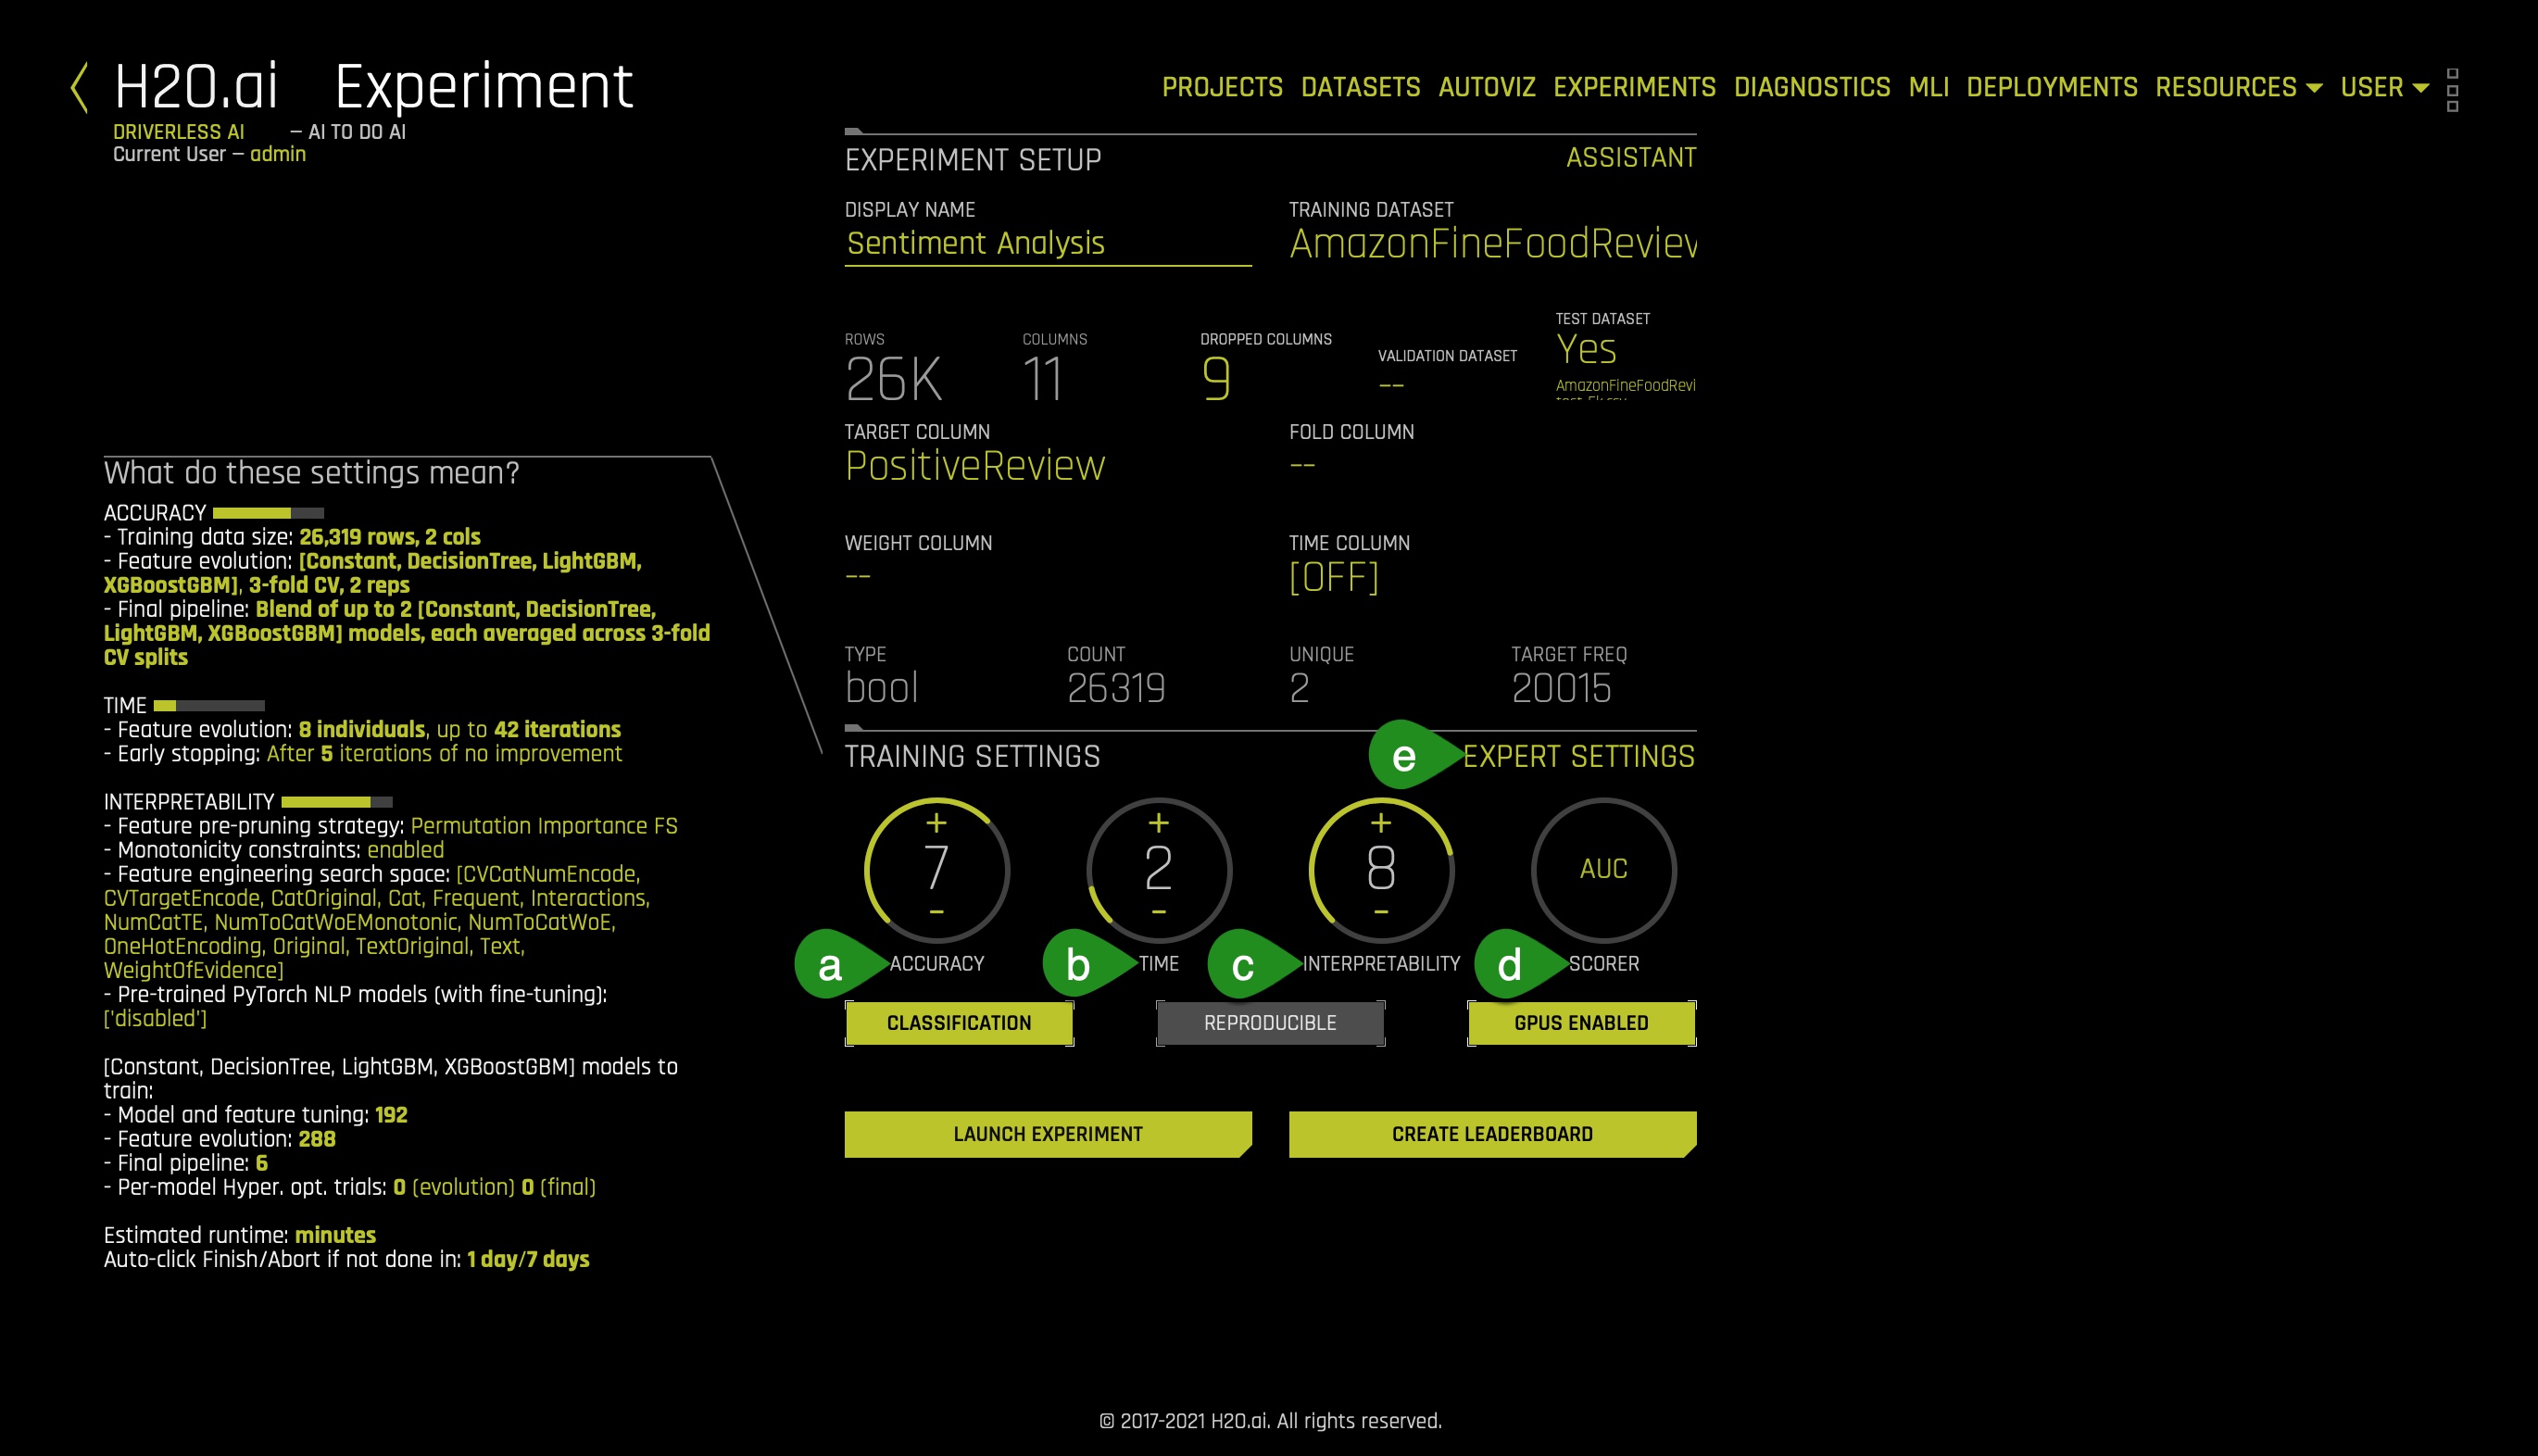 H2O.ai Experiment
DRIVERLESS AI – AI TO DO AI
Current User – admin
PROJECTS DATASETS AUTOVIZ EXPERIMENTS DIAGNOSTICS MLI DEPLOYMENTS RESOURCES USER
EXPERIMENT SETUP
ASSISTANT
DISPLAY NAME
Sentiment Analysis
TRAINING DATASET
AmazonFineFoodReview
ROWS
26K
COLUMNS
11
DROPPED COLUMNS
9
VALIDATION DATASET
--
TEST DATASET
Yes
AmazonFineFoodRevi
TARGET COLUMN
PositiveReview
FOLD COLUMN
--
WEIGHT COLUMN
--
TIME COLUMN
[OFF]
TYPE
bool
COUNT
26319
UNIQUE
2
TARGET FREQ
20015
What do these settings mean?
ACCURACY
- Training data size: 26,319 rows, 2 cols
- Feature evolution: [Constant, DecisionTree, LightGBM,
XGBoostGBM], 3-fold CV, 2 reps
- Final pipeline: Blend of up to 2 [Constant, DecisionTree,
LightGBM, XGBoostGBM] models, each averaged across 3-fold
CV splits
TIME
- Feature evolution: 8 individuals, up to 42 iterations
- Early stopping: After 5 iterations of no improvement
INTERPRETABILITY
- Feature pre-pruning strategy: Permutation Importance FS
- Monotonicity constraints: enabled
- Feature engineering search space: [CVCatNumEncode,
CVTargetEncode, CatOriginal, Cat, Frequent, Interactions,
NumCatTE, NumToCatWoEMonotonic, NumToCatWoE,
OneHotEncoding, Original, TextOriginal, Text,
WeightOfEvidence]
- Pre-trained PyTorch NLP models (with fine-tuning):
['disabled']
[Constant, DecisionTree, LightGBM, XGBoostGBM] models to
train:
- Model and feature tuning: 192
- Feature evolution: 288
- Final pipeline: 6
- Per-model Hyper. opt. trials: 0 (evolution) 0 (final)
Estimated runtime: minutes
Auto-click Finish/Abort if not done in: 1 day/7 days
TRAINING SETTINGS
e EXPERT SETTINGS
+
7
-
+
2
-
+
8
-
AUC
a ACCURACY
b TIME
c INTERPRETABILITY
d SCORER
CLASSIFICATION
REPRODUCIBLE
GPUS ENABLED
LAUNCH EXPERIMENT
CREATE LEADERBOARD
© 2017-2021 H2O.ai. All rights reserved.